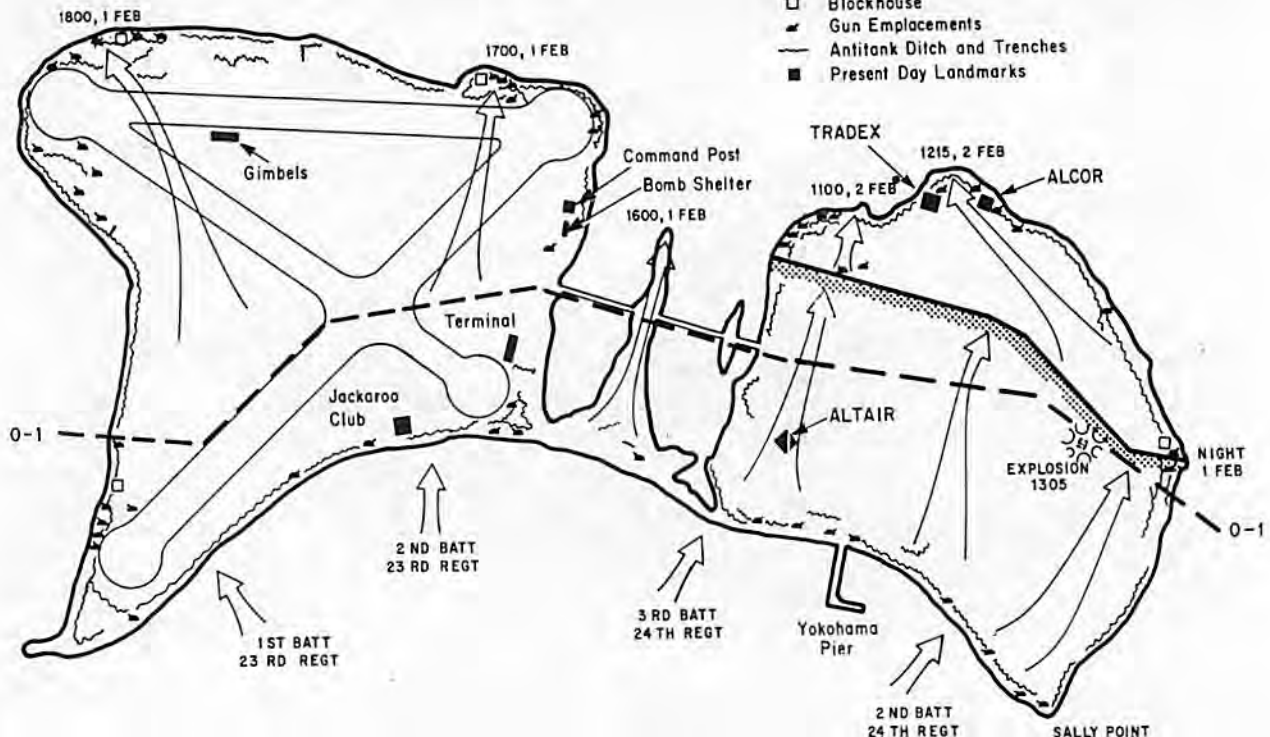 1800, 1 FEB
1700, 1 FEB
Blockhouse
Gun Emplacements
Antitank Ditch and Trenches
Present Day Landmarks
TRADEX
1215, 2 FEB
ALCOR
1100, 2 FEB
Gimbels
Command Post
Bomb Shelter
1600, 1 FEB
Terminal
Jackaroo
Club
ALTAIR
O-1
EXPLOSION
1305
NIGHT
1 FEB
O-1
2 ND BATT
23 RD REGT
1 ST BATT
23 RD REGT
3 RD BATT
24 TH REGT
Yokohama
Pier
2 ND BATT
24 TH REGT
SALLY POINT